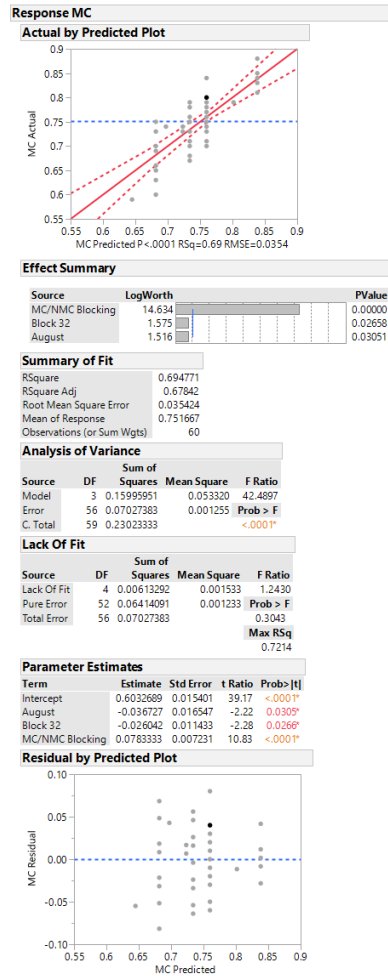 Response MC
Actual by Predicted Plot
0.9
0.85
0.8
0.75
0.7
0.65
0.6
0.55
MC Actual
0.55 0.6 0.65 0.7 0.75 0.8 0.85 0.9
MC Predicted P<.0001 RSq=0.69 RMSE=0.0354
Effect Summary
Source LogWorth PValue
MC/NMC Blocking 14.634 0.00000
Block 32 1.575 0.02658
August 1.516 0.03051
Summary of Fit
RSquare 0.694771
RSquare Adj 0.67842
Root Mean Square Error 0.035424
Mean of Response 0.751667
Observations (or Sum Wgts) 60
Analysis of Variance
Sum of
Source DF Squares Mean Square F Ratio
Model 3 0.15995951 0.053320 42.4897
Error 56 0.07027383 0.001255 Prob > F
C. Total 59 0.23023333 <.0001*
Lack Of Fit
Sum of
Source DF Squares Mean Square F Ratio
Lack Of Fit 4 0.00613292 0.001533 1.2430
Pure Error 52 0.06414091 0.001233 Prob > F
Total Error 56 0.07027383 0.3043
Max RSq
0.7214
Parameter Estimates
Term Estimate Std Error t Ratio Prob>|t|
Intercept 0.6032689 0.015401 39.17 <.0001*
August -0.036727 0.016547 -2.22 0.0305*
Block 32 -0.026042 0.011433 -2.28 0.0266*
MC/NMC Blocking 0.0783333 0.007231 10.83 <.0001*
Residual by Predicted Plot
0.10
0.05
0.00
-0.05
-0.10
MC Residual
0.55 0.6 0.65 0.7 0.75 0.8 0.85 0.9
MC Predicted